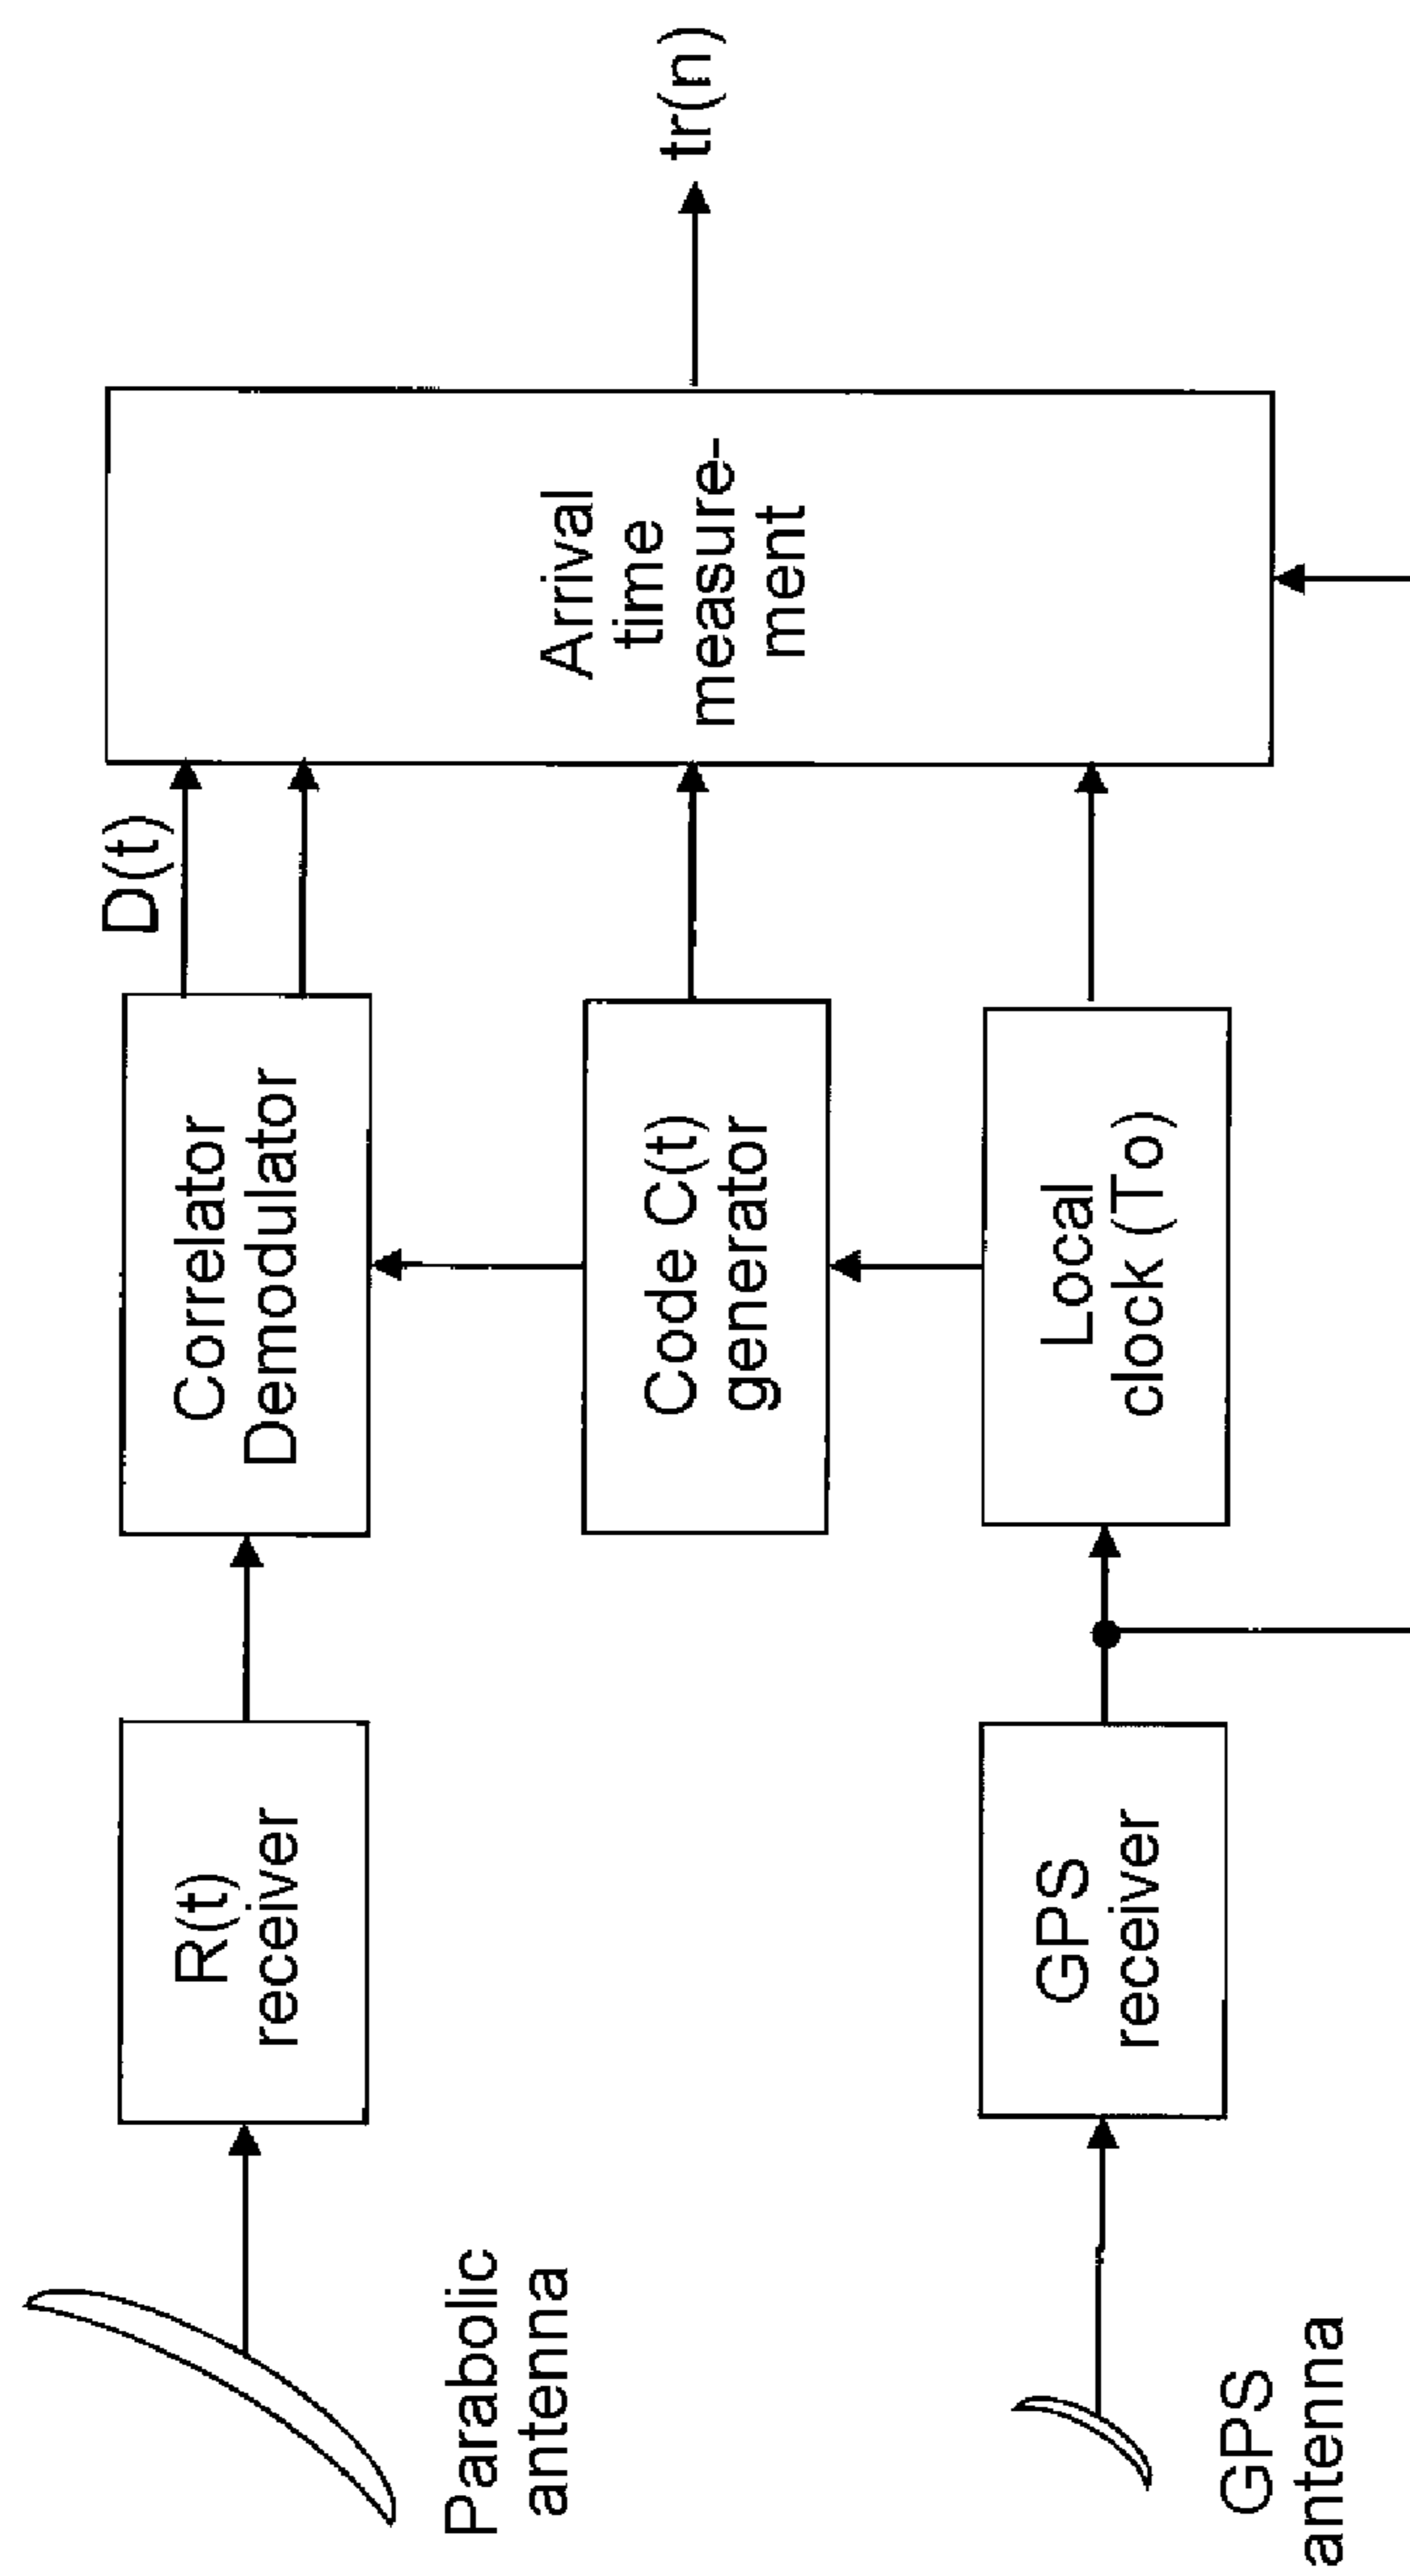 Parabolic
antenna
R(t)
receiver
Correlator
Demodulator
D(t)
Code C(t)
generator
Arrival
time
measure-
ment
tr(n)
GPS
antenna
GPS
receiver
Local
clock (To)